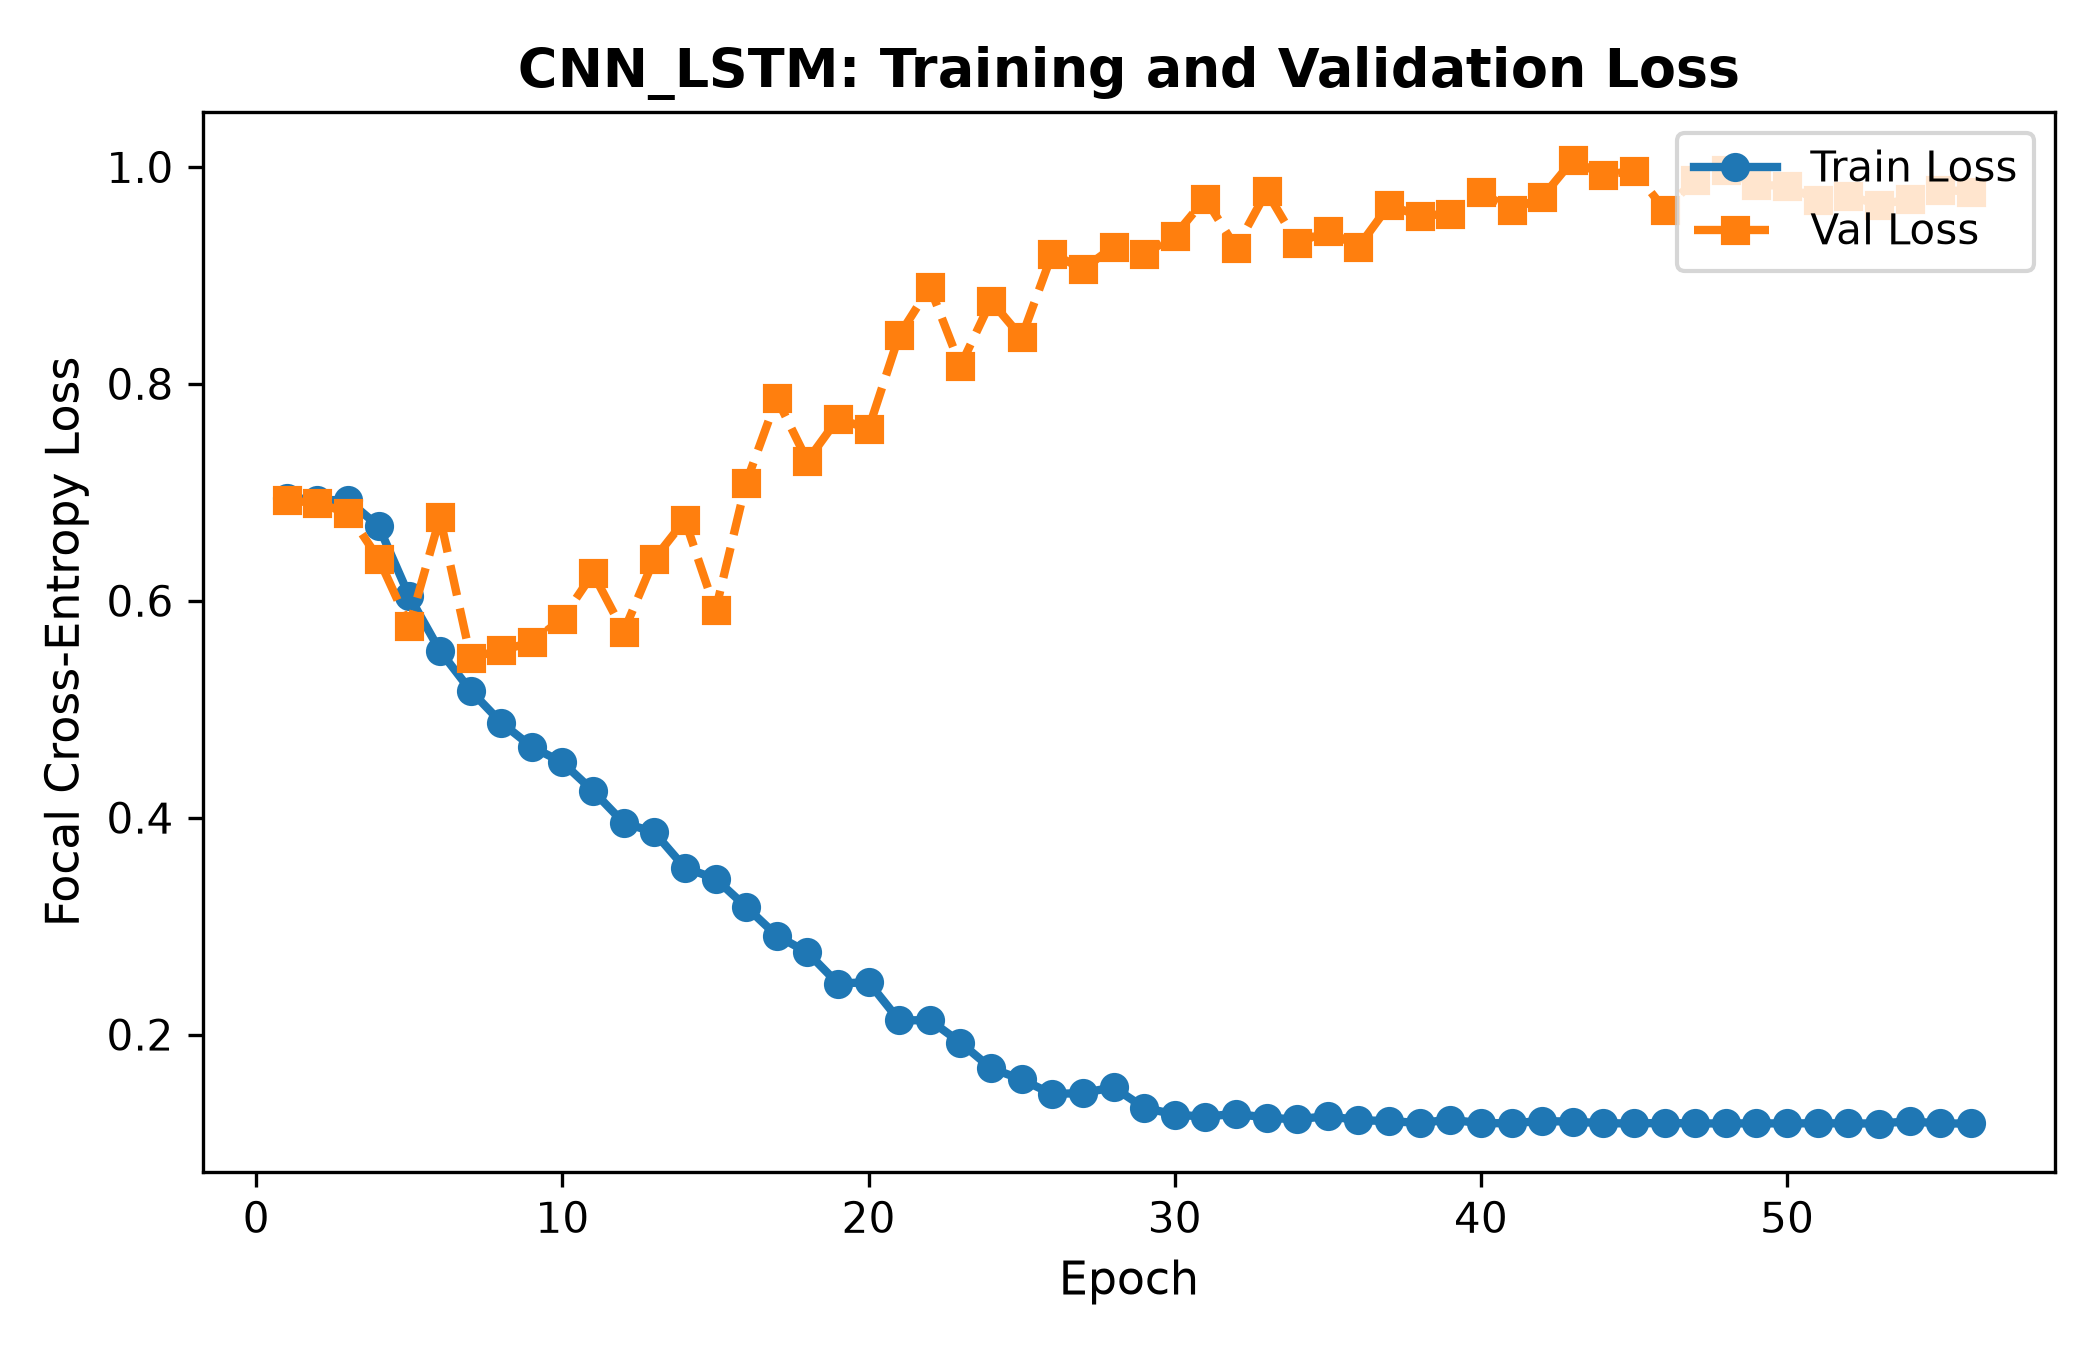 CNN_LSTM: Training and Validation Loss
Focal Cross-Entropy Loss
1.0
0.8
0.6
0.4
0.2
Train Loss
Val Loss
0 10 20 30 40 50
Epoch